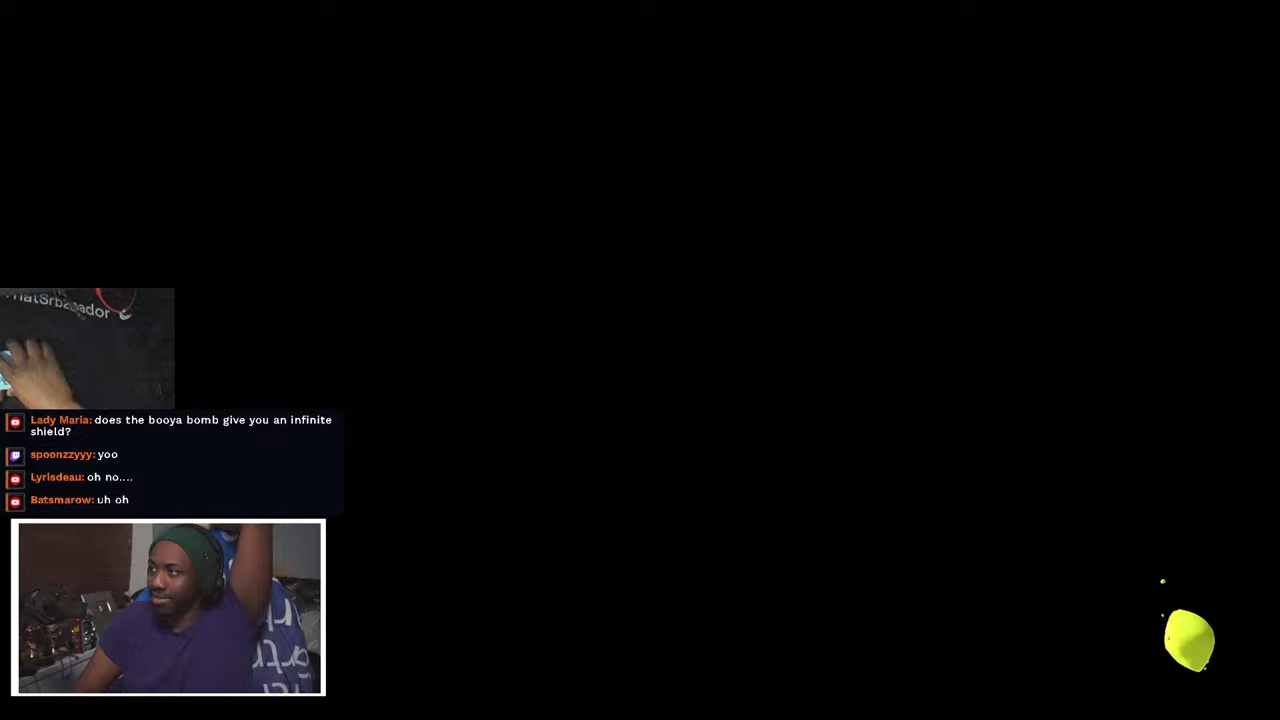 Lady Maria: does the booya bomb give you an infinite
shield?
spoonzzyyy: yoo
Lyrisdeau: oh no....
Batsmarow: uh oh